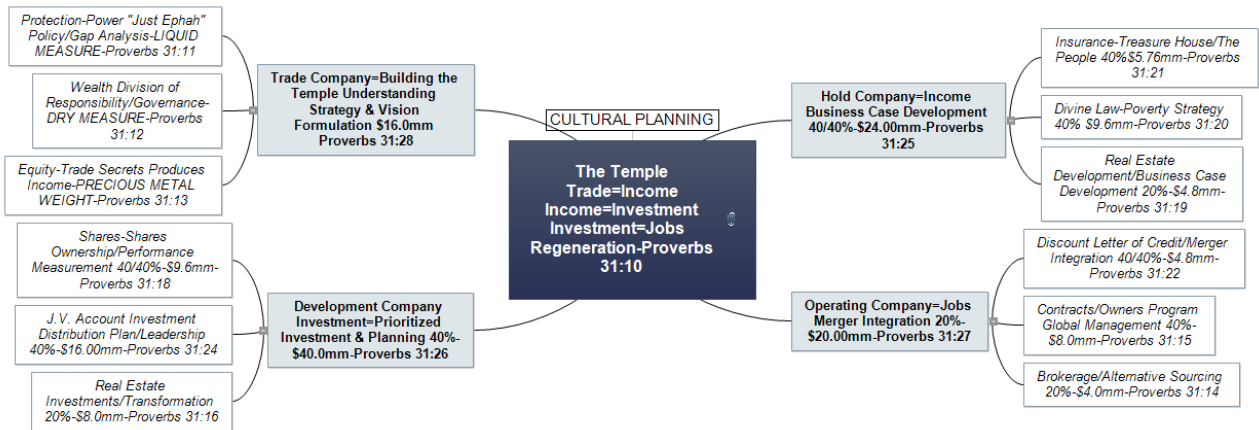 CULTURAL PLANNING
The Temple
Trade=Income
Income=Investment
Investment=Jobs
Regeneration-Proverbs
31:10
Trade Company=Building the
Temple Understanding
Strategy & Vision
Formulation $16.0mm
Proverbs 31:28
Protection-Power "Just Ephah"
Policy/Gap Analysis-LIQUID
MEASURE-Proverbs 31:11
Wealth Division of
Responsibility/Governance-
DRY MEASURE-Proverbs
31:12
Equity-Trade Secrets Produces
Income-PRECIOUS METAL
WEIGHT-Proverbs 31:13
Development Company
Investment=Prioritized
Investment & Planning 40%-
$40.0mm-Proverbs 31:26
Shares-Shares
Ownership/Performance
Measurement 40/40%-$9.6mm-
Proverbs 31:18
J.V. Account Investment
Distribution Plan/Leadership
40%-$16.00mm-Proverbs 31:24
Real Estate
Investments/Transformation
20%-$8.0mm-Proverbs 31:16
Hold Company=Income
Business Case Development
40/40%-$24.00mm-Proverbs
31:25
Insurance-Treasure House/The
People 40%$5.76mm-Proverbs
31:21
Divine Law-Poverty Strategy
40% $9.6mm-Proverbs 31:20
Real Estate
Development/Business Case
Development 20%-$4.8mm-
Proverbs 31:19
Operating Company=Jobs
Merger Integration 20%-
$20.00mm-Proverbs 31:27
Discount Letter of Credit/Merger
Integration 40/40%-$4.8mm-
Proverbs 31:22
Contracts/Owners Program
Global Management 40%-
$8.0mm-Proverbs 31:15
Brokerage/Alternative Sourcing
20%-$4.0mm-Proverbs 31:14